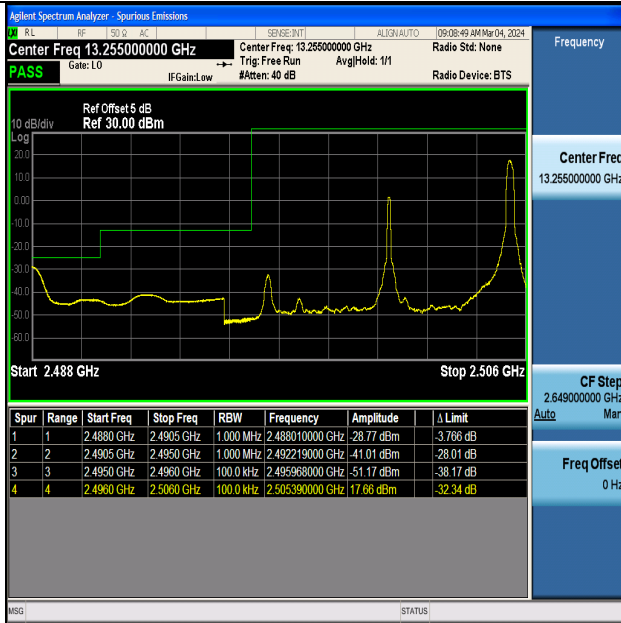 Agilent Spectrum Analyzer - Spurious Emissions
RL RF 50 Ω AC SENSE:INT ALIGN AUTO 09:08:49 AM Mar 04, 2024
Center Freq 13.255000000 GHz
Center Freq: 13.255000000 GHz Radio Std: None
PASS Gate: LO Trig: Free Run Avg|Hold: 1/1
IFGain:Low #Atten: 40 dB Radio Device: BTS
Ref Offset 5 dB
10 dB/div Ref 30.00 dBm
Log
20.0
10.0
0.00
-10.0
-20.0
-30.0
-40.0
-50.0
-60.0
Start 2.488 GHz Stop 2.506 GHz
Spur Range Start Freq Stop Freq RBW Frequency Amplitude Δ Limit
1 1 2.4880 GHz 2.4905 GHz 1.000 MHz 2.488010000 GHz -28.77 dBm -3.766 dB
2 2 2.4905 GHz 2.4950 GHz 1.000 MHz 2.492219000 GHz -41.01 dBm -28.01 dB
3 3 2.4950 GHz 2.4960 GHz 100.0 kHz 2.495968000 GHz -51.17 dBm -38.17 dB
4 4 2.4960 GHz 2.5060 GHz 100.0 kHz 2.505390000 GHz 17.66 dBm -32.34 dB
MSG STATUS
Frequency
Center Freq
13.255000000 GHz
CF Step
2.649000000 GHz
Auto Man
Freq Offset
0 Hz